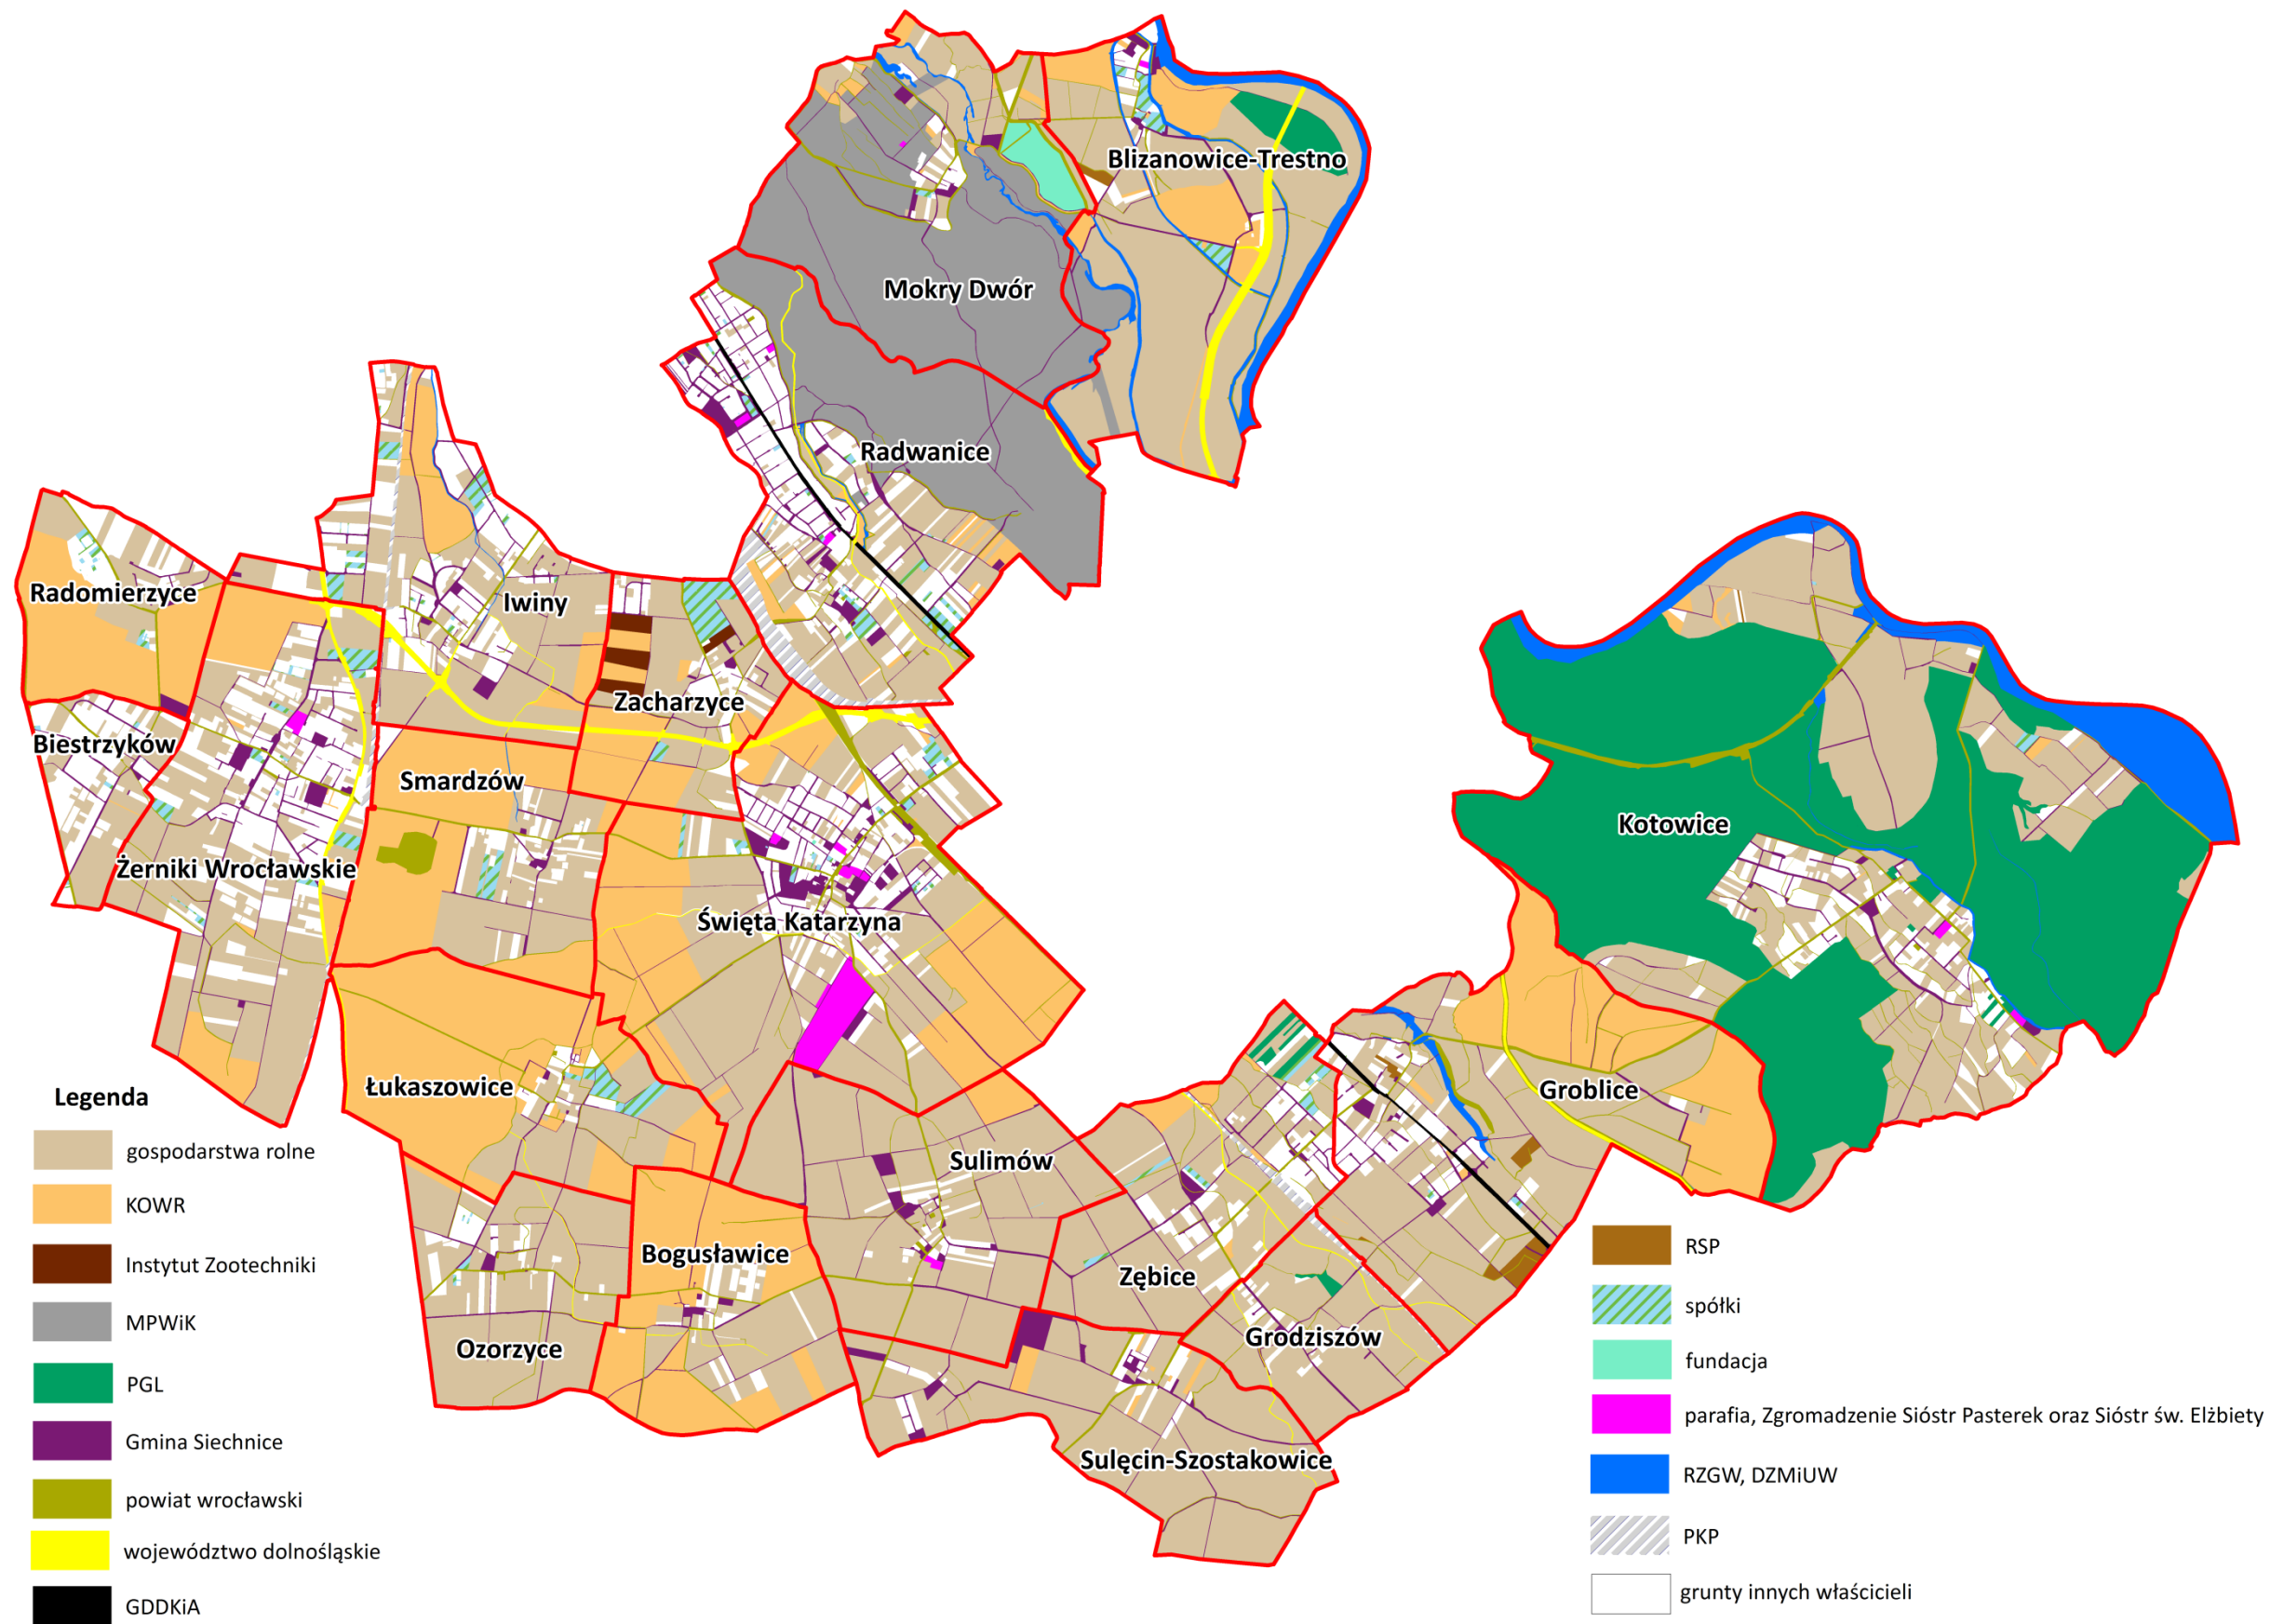 Blizanowice-Trestno
Mokry Dwór
Radwanice
Radomierzyce
Iwiny
Zacharzyce
Biestrzyków
Smardzów
Kotowice
Żerniki Wrocławskie
Święta Katarzyna
Łukaszowice
Groblice
Sulimów
Bogusławice
Zębice
Ozorzyce
Grodziszów
Sulęcin-Szostakowice
Legenda
gospodarstwa rolne
KOWR
Instytut Zootechniki
MPWiK
PGL
Gmina Siechnice
powiat wrocławski
województwo dolnośląskie
GDDKiA
RSP
spółki
fundacja
parafia, Zgromadzenie Sióstr Pasterek oraz Sióstr św. Elżbiety
RZGW, DZMiUW
PKP
grunty innych właścicieli